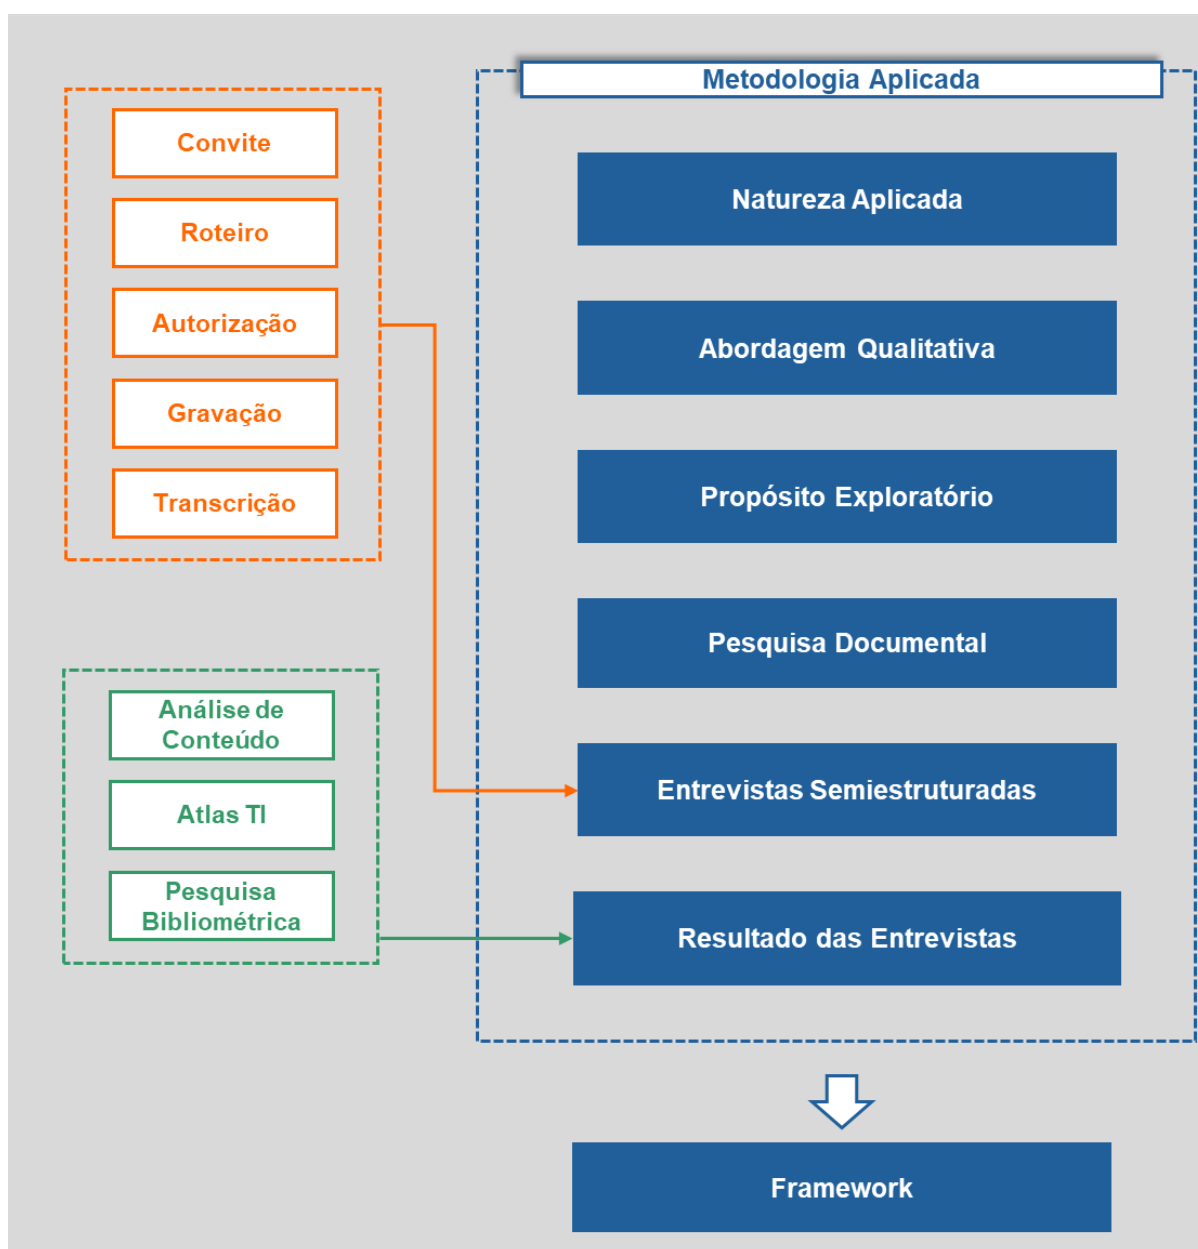 Metodologia Aplicada
Convite
Roteiro
Autorização
Gravação
Transcrição
Análise de
Conteúdo
Atlas TI
Pesquisa
Bibliométrica
Natureza Aplicada
Abordagem Qualitativa
Propósito Exploratório
Pesquisa Documental
Entrevistas Semiestruturadas
Resultado das Entrevistas
Framework